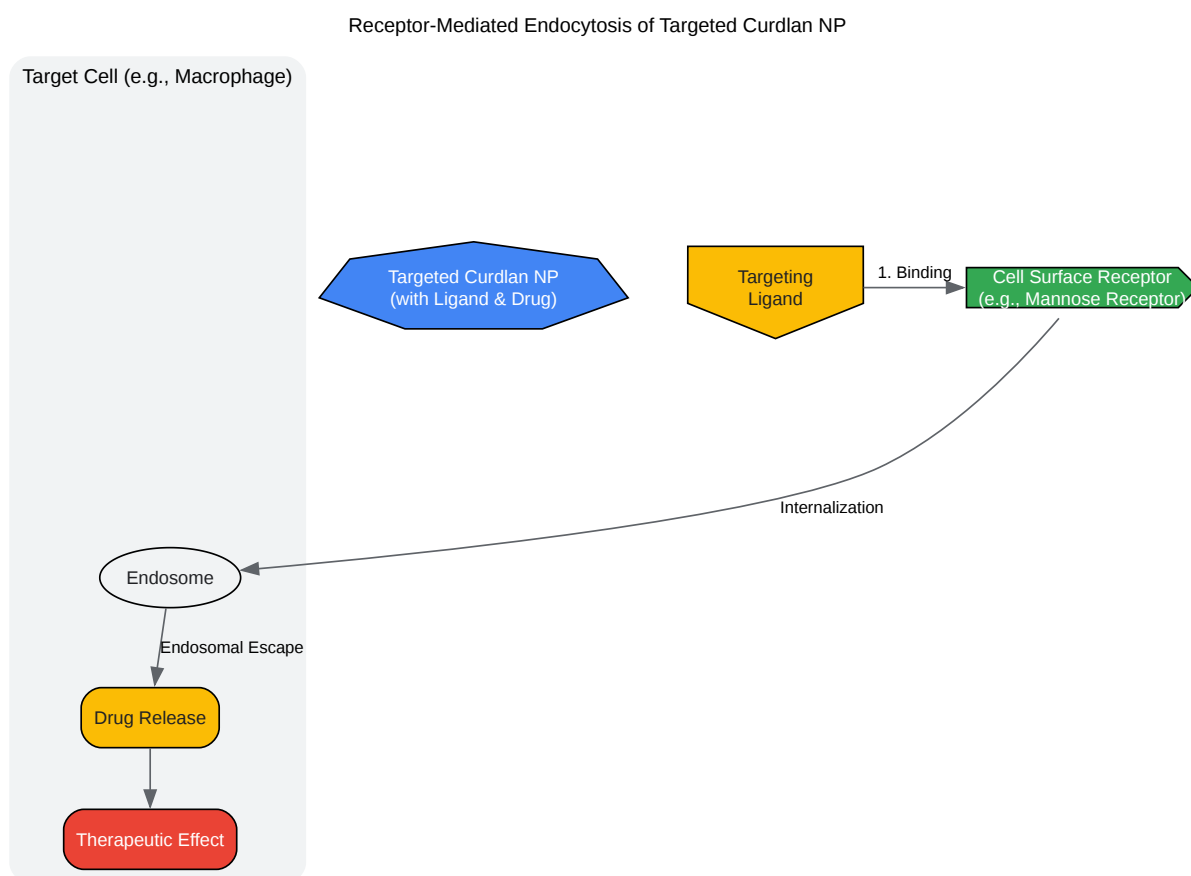 Receptor-Mediated Endocytosis of Targeted Curdlan NP
Target Cell (e.g., Macrophage)
Targeted Curdlan NP
(with Ligand & Drug)
Targeting
Ligand
1. Binding
Cell Surface Receptor
(e.g., Mannose Receptor)
Internalization
Endosome
Endosomal Escape
Drug Release
Therapeutic Effect